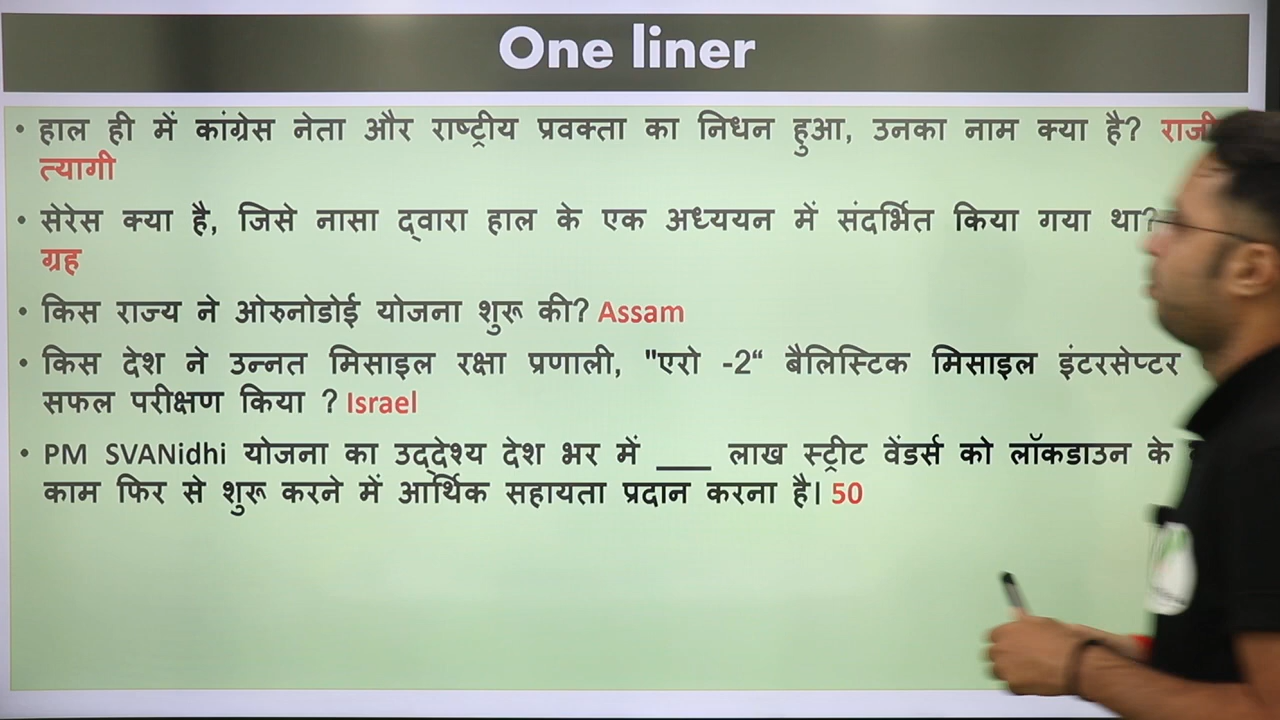 One liner
• हाल ही में कांग्रेस नेता और राष्ट्रीय प्रवक्ता का निधन हुआ, उनका नाम क्या है?
त्यागी
• सेरेस क्या है, जिसे नासा द्वारा हाल के एक अध्ययन में संदर्भित किया गया था?
ग्रह
• किस राज्य ने ओरुनोडोई योजना शुरू की? Assam
• किस देश ने उन्नत मिसाइल रक्षा प्रणाली, "एरो -2“ बैलिस्टिक मिसाइल इंटरसेप्टर
सफल परीक्षण किया ? Israel
• PM SVANidhi योजना का उद्देश्य देश भर में ___ लाख स्ट्रीट वेंडर्स को लॉकडाउन के
काम फिर से शुरू करने में आर्थिक सहायता प्रदान करना है। 50